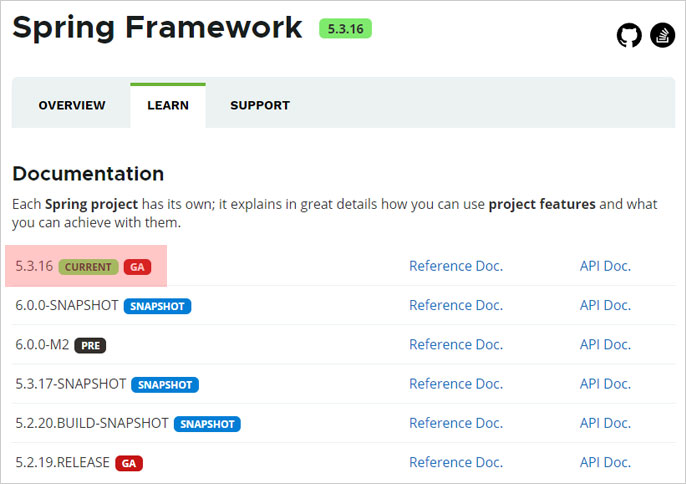 Spring Framework 5.3.16
OVERVIEW LEARN SUPPORT
Documentation
Each Spring project has its own; it explains in great details how you can use project features and what
you can achieve with them.
5.3.16 CURRENT GA Reference Doc. API Doc.
6.0.0-SNAPSHOT SNAPSHOT Reference Doc. API Doc.
6.0.0-M2 PRE Reference Doc. API Doc.
5.3.17-SNAPSHOT SNAPSHOT Reference Doc. API Doc.
5.2.20.BUILD-SNAPSHOT SNAPSHOT Reference Doc. API Doc.
5.2.19.RELEASE GA Reference Doc. API Doc.